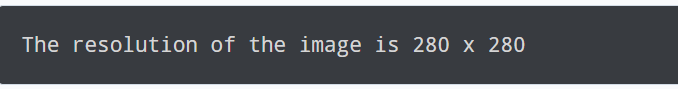 The resolution of the image is 280 x 280